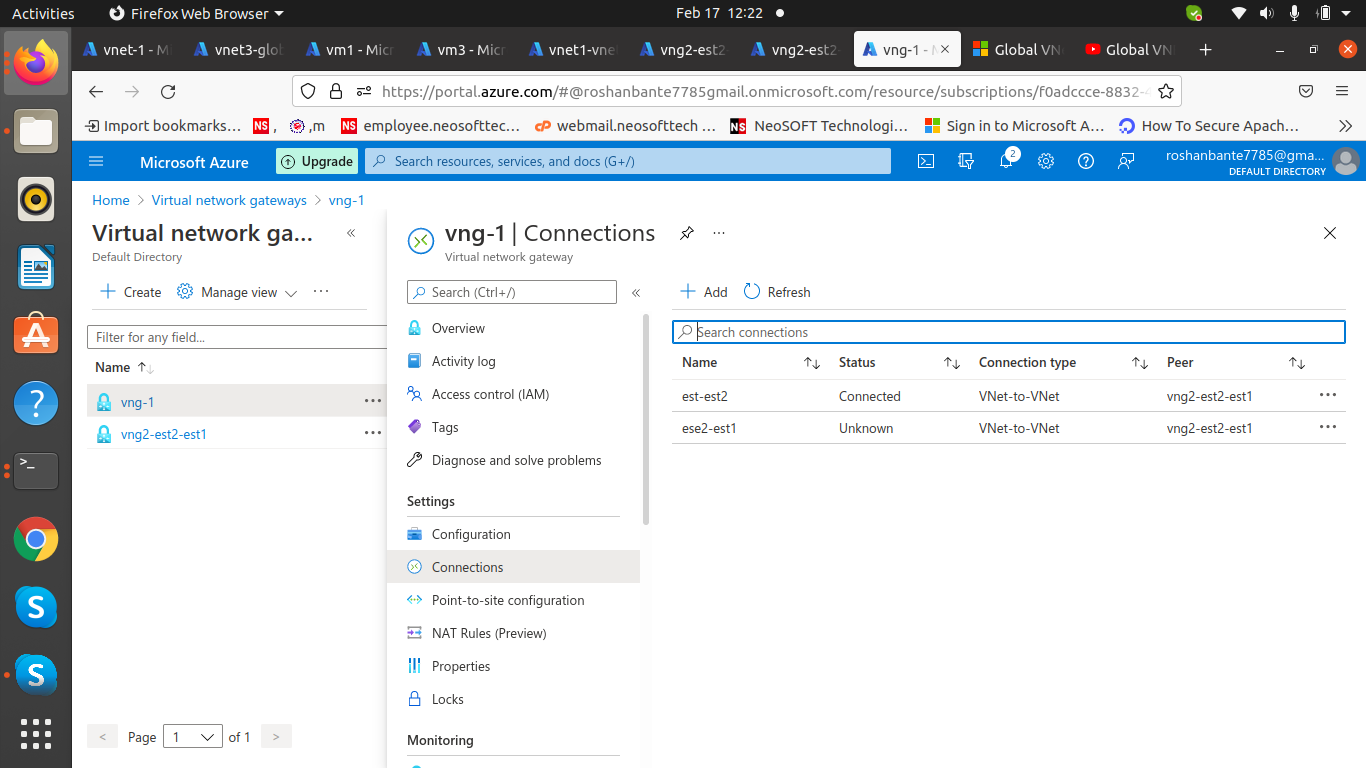 Activities
Firefox Web Browser
Feb 17 12:22
vnet-1 - Mi
vnet3-glob
vm1 - Micr
vm3 - Micr
vnet1-vne
vng2-est2
vng2-est2-
vng-1 - M
Global VN
Global VN
https://portal.azure.com/#@roshanbante7785gmail.onmicrosoft.com/resource/subscriptions/f0adccce-8832-4
Import bookmarks...
NS ,
,m
NS employee.neosofttec...
cP webmail.neosofttech ...
NS NeoSOFT Technologi...
Sign in to Microsoft A...
How To Secure Apach...
Microsoft Azure
Upgrade
Search resources, services, and docs (G+/)
2
roshanbante7785@gma...
DEFAULT DIRECTORY
Home > Virtual network gateways > vng-1
Virtual network ga...
Default Directory
Create
Manage view
...
Filter for any field...
Name
vng-1
vng2-est2-est1
< Page 1 of 1 >
vng-1 | Connections
Virtual network gateway
Search (Ctrl+/)
Overview
Activity log
Access control (IAM)
Tags
Diagnose and solve problems
Settings
Configuration
Connections
Point-to-site configuration
NAT Rules (Preview)
Properties
Locks
Monitoring
Add
Refresh
Search connections
Name Status Connection type Peer
est-est2 Connected VNet-to-VNet vng2-est2-est1
ese2-est1 Unknown VNet-to-VNet vng2-est2-est1